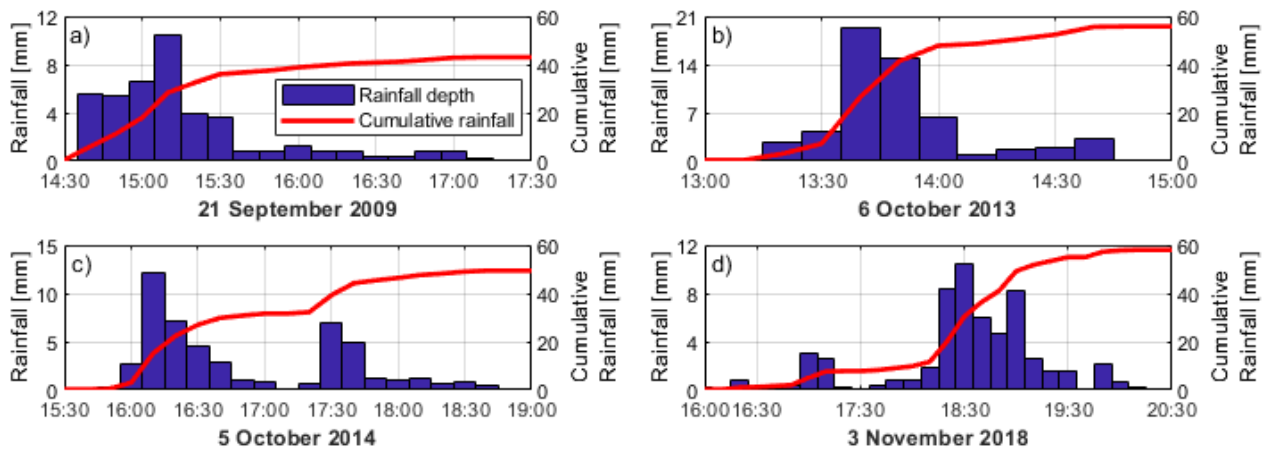 a)
Rainfall [mm]
12
8
4
0
60
40
20
0
Cumulative
Rainfall [mm]
Rainfall depth
Cumulative rainfall
14:30 15:00 15:30 16:00 16:30 17:00 17:30
21 September 2009
b)
Rainfall [mm]
21
14
7
0
60
40
20
0
Cumulative
Rainfall [mm]
13:00 13:30 14:00 14:30 15:00
6 October 2013
c)
Rainfall [mm]
15
10
5
0
60
40
20
0
Cumulative
Rainfall [mm]
15:30 16:00 16:30 17:00 17:30 18:00 18:30 19:00
5 October 2014
d)
Rainfall [mm]
12
8
4
0
60
40
20
0
Cumulative
Rainfall [mm]
16:00 16:30 17:30 18:30 19:30 20:30
3 November 2018